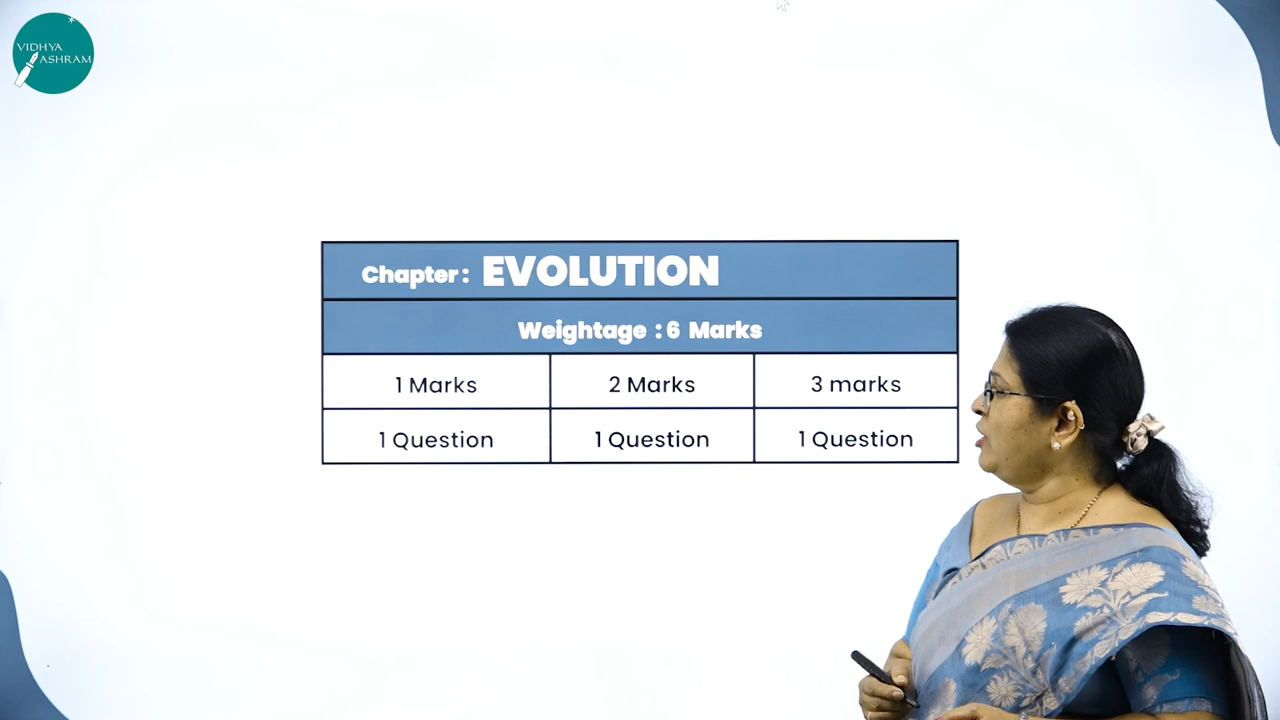 VIDHYA
ASHRAM
Chapter : EVOLUTION
Weightage : 6 Marks
1 Marks 2 Marks 3 marks
1 Question 1 Question 1 Question